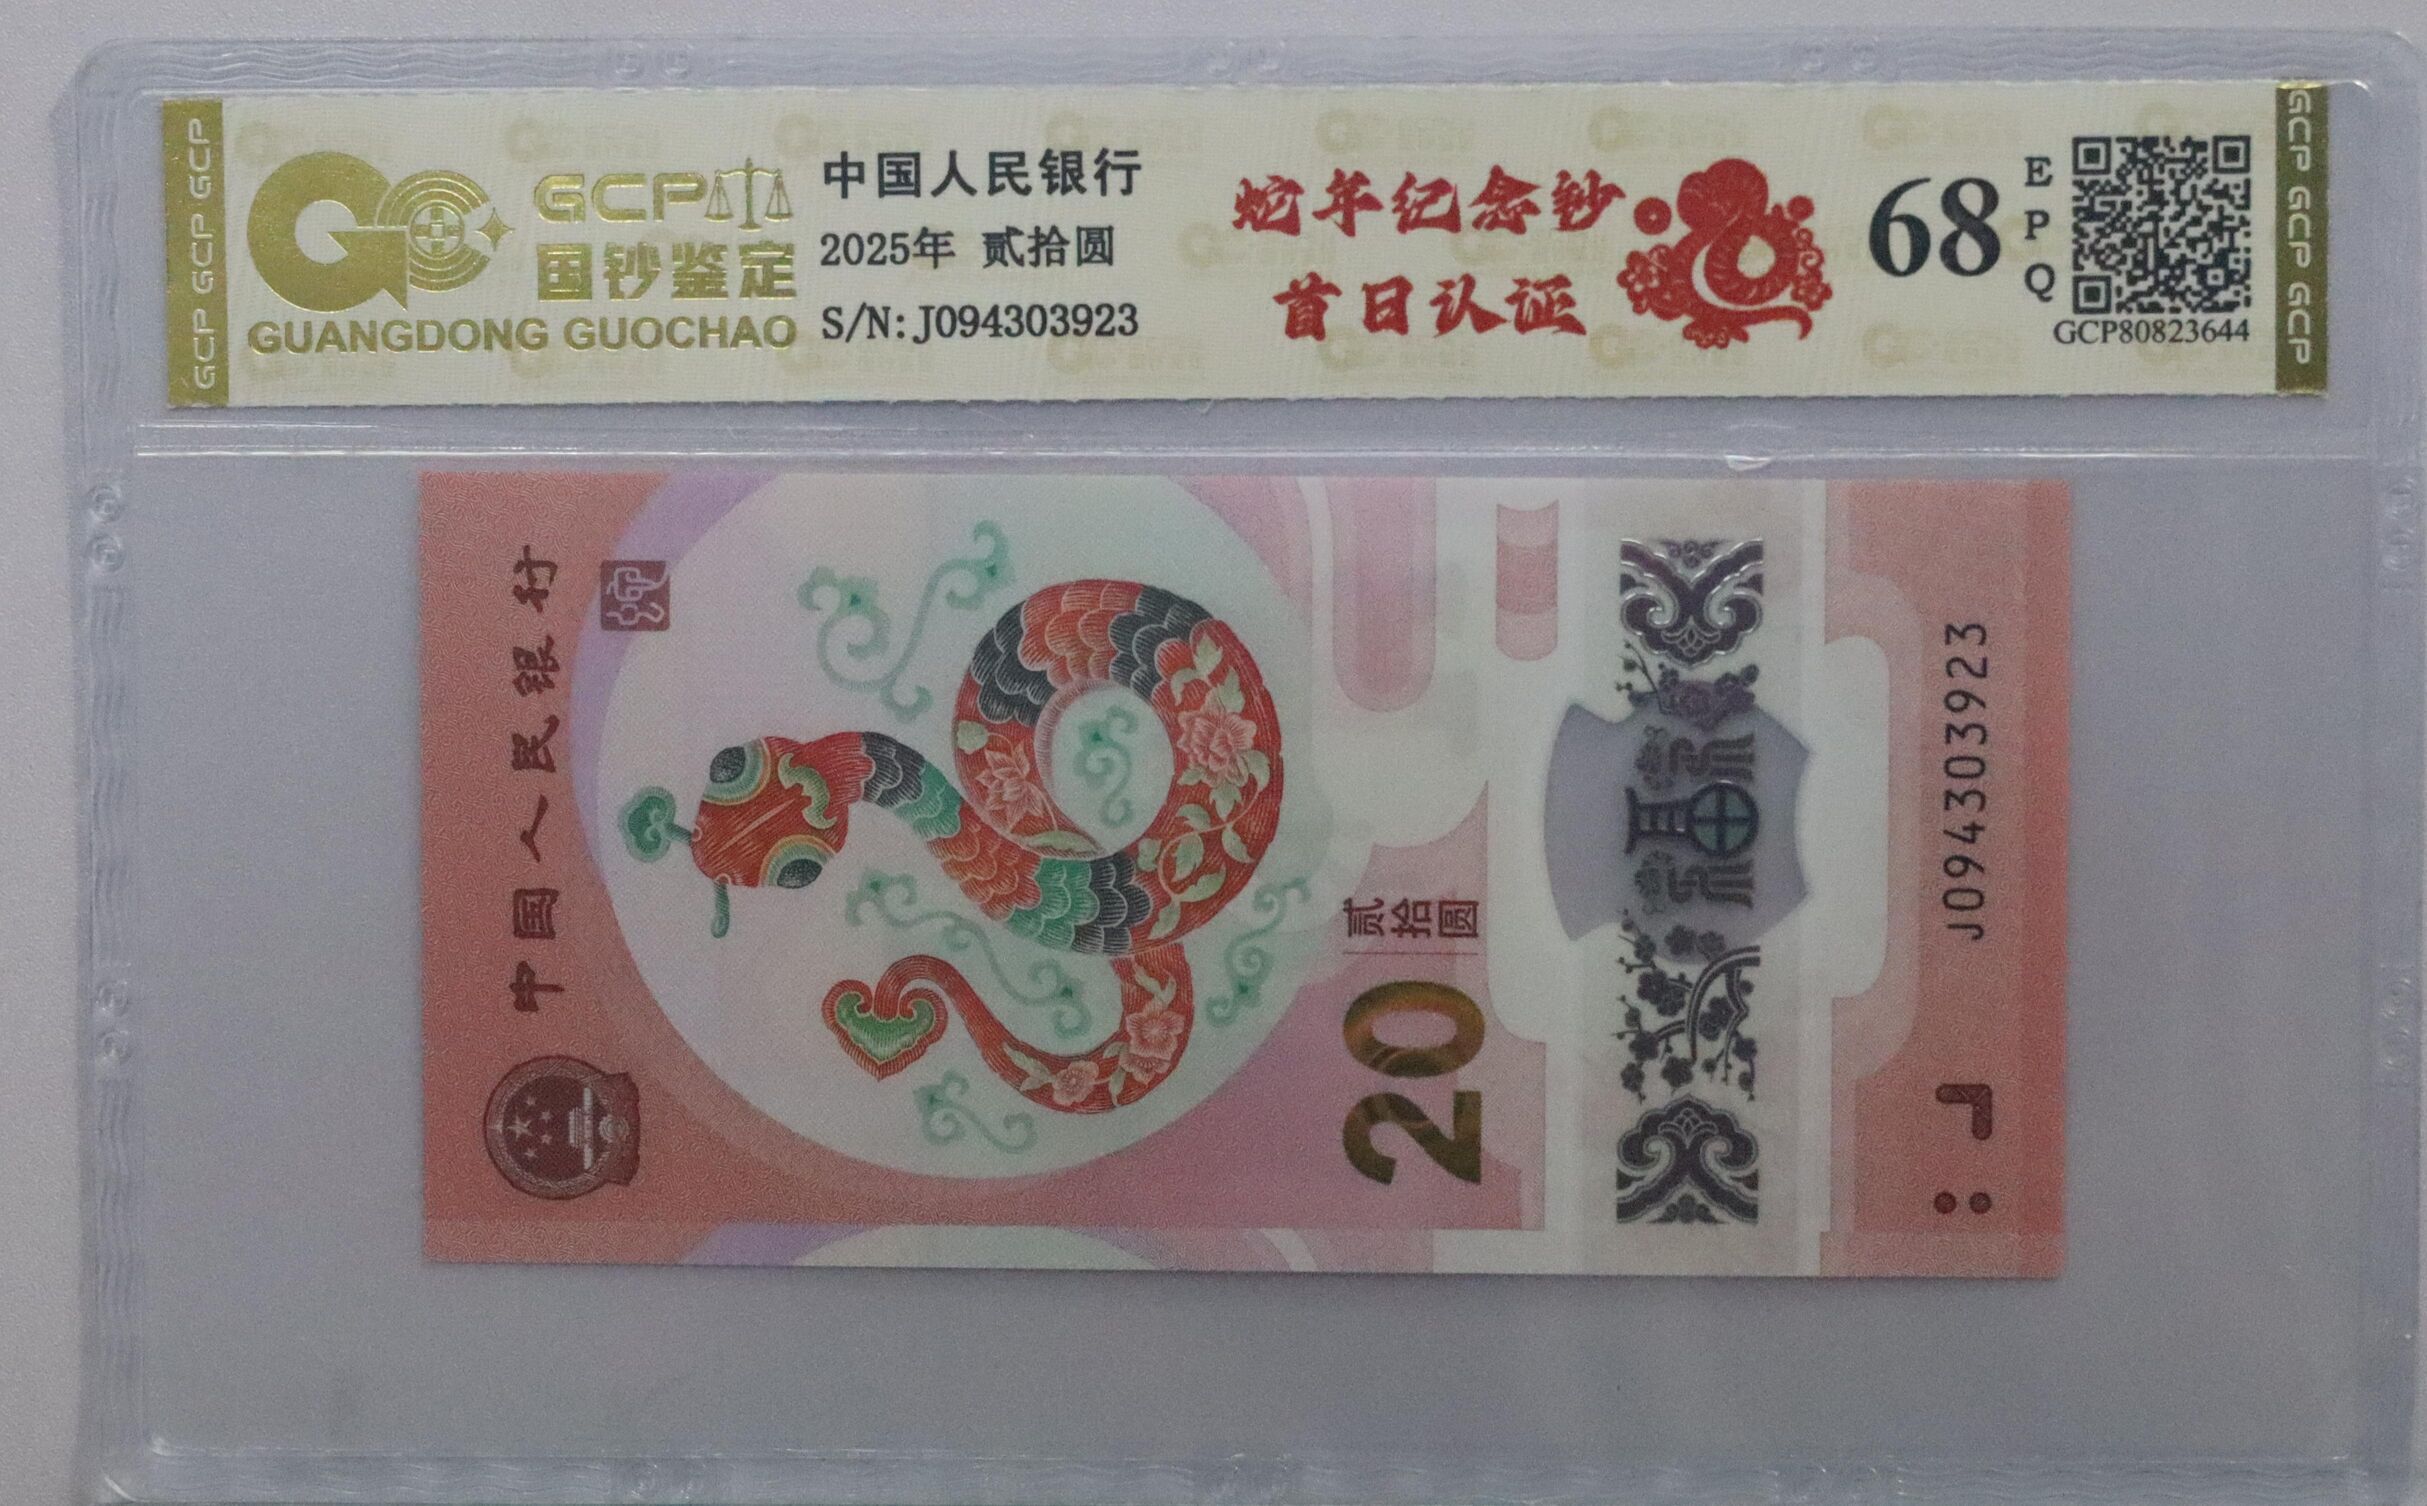 GCP GCP GCP
GCP
国钞鉴定
GUANGDONG GUOCHAO
中国人民银行
2025年 贰拾圆
S/N: J094303923
蛇年纪念钞
首日认证
68
EPQ
GCP80823644
GCP GCP GCP
中国人民银行
20
贰拾圆
福
J094303923